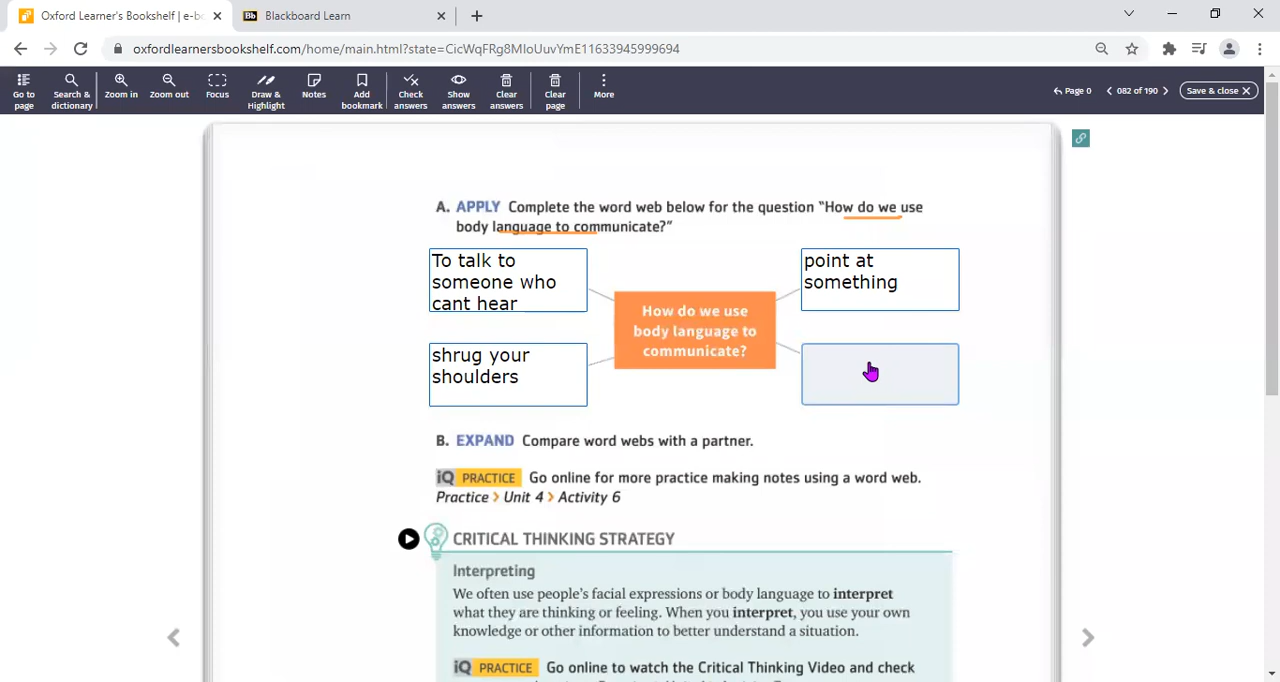 Oxford Learner's Bookshelf | e-b
Blackboard Learn
oxfordlearnersbookshelf.com/home/main.html?state=CicWqFRg8MloUuvYmE11633945999694
Go to page
Search & dictionary
Zoom in
Zoom out
Focus
Draw & Highlight
Notes
Add bookmark
Check answers
Show answers
Clear answers
Clear page
More
Page 0
082 of 190
Save & close
A. APPLY Complete the word web below for the question "How do we use
body language to communicate?"
To talk to
someone who
cant hear
point at
something
How do we use
body language to
communicate?
shrug your
shoulders
B. EXPAND Compare word webs with a partner.
iQ PRACTICE Go online for more practice making notes using a word web.
Practice > Unit 4 > Activity 6
CRITICAL THINKING STRATEGY
Interpreting
We often use people's facial expressions or body language to interpret
what they are thinking or feeling. When you interpret, you use your own
knowledge or other information to better understand a situation.
iQ PRACTICE Go online to watch the Critical Thinking Video and check